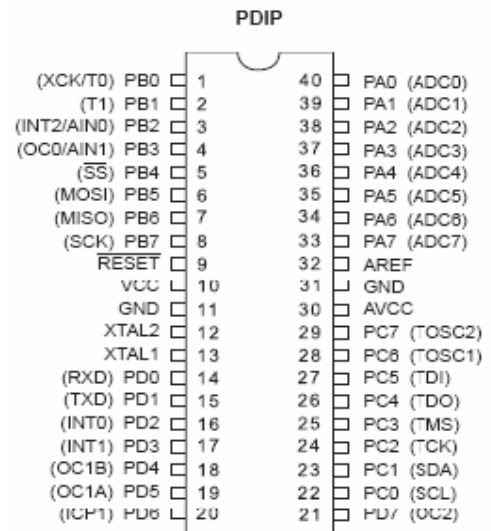 PDIP
(XCK/T0) PB0 1 40 PA0 (ADC0)
(T1) PB1 2 39 PA1 (ADC1)
(INT2/AIN0) PB2 3 38 PA2 (ADC2)
(OC0/AIN1) PB3 4 37 PA3 (ADC3)
(SS) PB4 5 36 PA4 (ADC4)
(MOSI) PB5 6 35 PA5 (ADC5)
(MISO) PB6 7 34 PA6 (ADC6)
(SCK) PB7 8 33 PA7 (ADC7)
RESET 9 32 AREF
VCC 10 31 GND
GND 11 30 AVCC
XTAL2 12 29 PC7 (TOSC2)
XTAL1 13 28 PC6 (TOSC1)
(RXD) PD0 14 27 PC5 (TDI)
(TXD) PD1 15 26 PC4 (TDO)
(INT0) PD2 16 25 PC3 (TMS)
(INT1) PD3 17 24 PC2 (TCK)
(OC1B) PD4 18 23 PC1 (SDA)
(OC1A) PD5 19 22 PC0 (SCL)
(ICP1) PD6 20 21 PD7 (OC2)